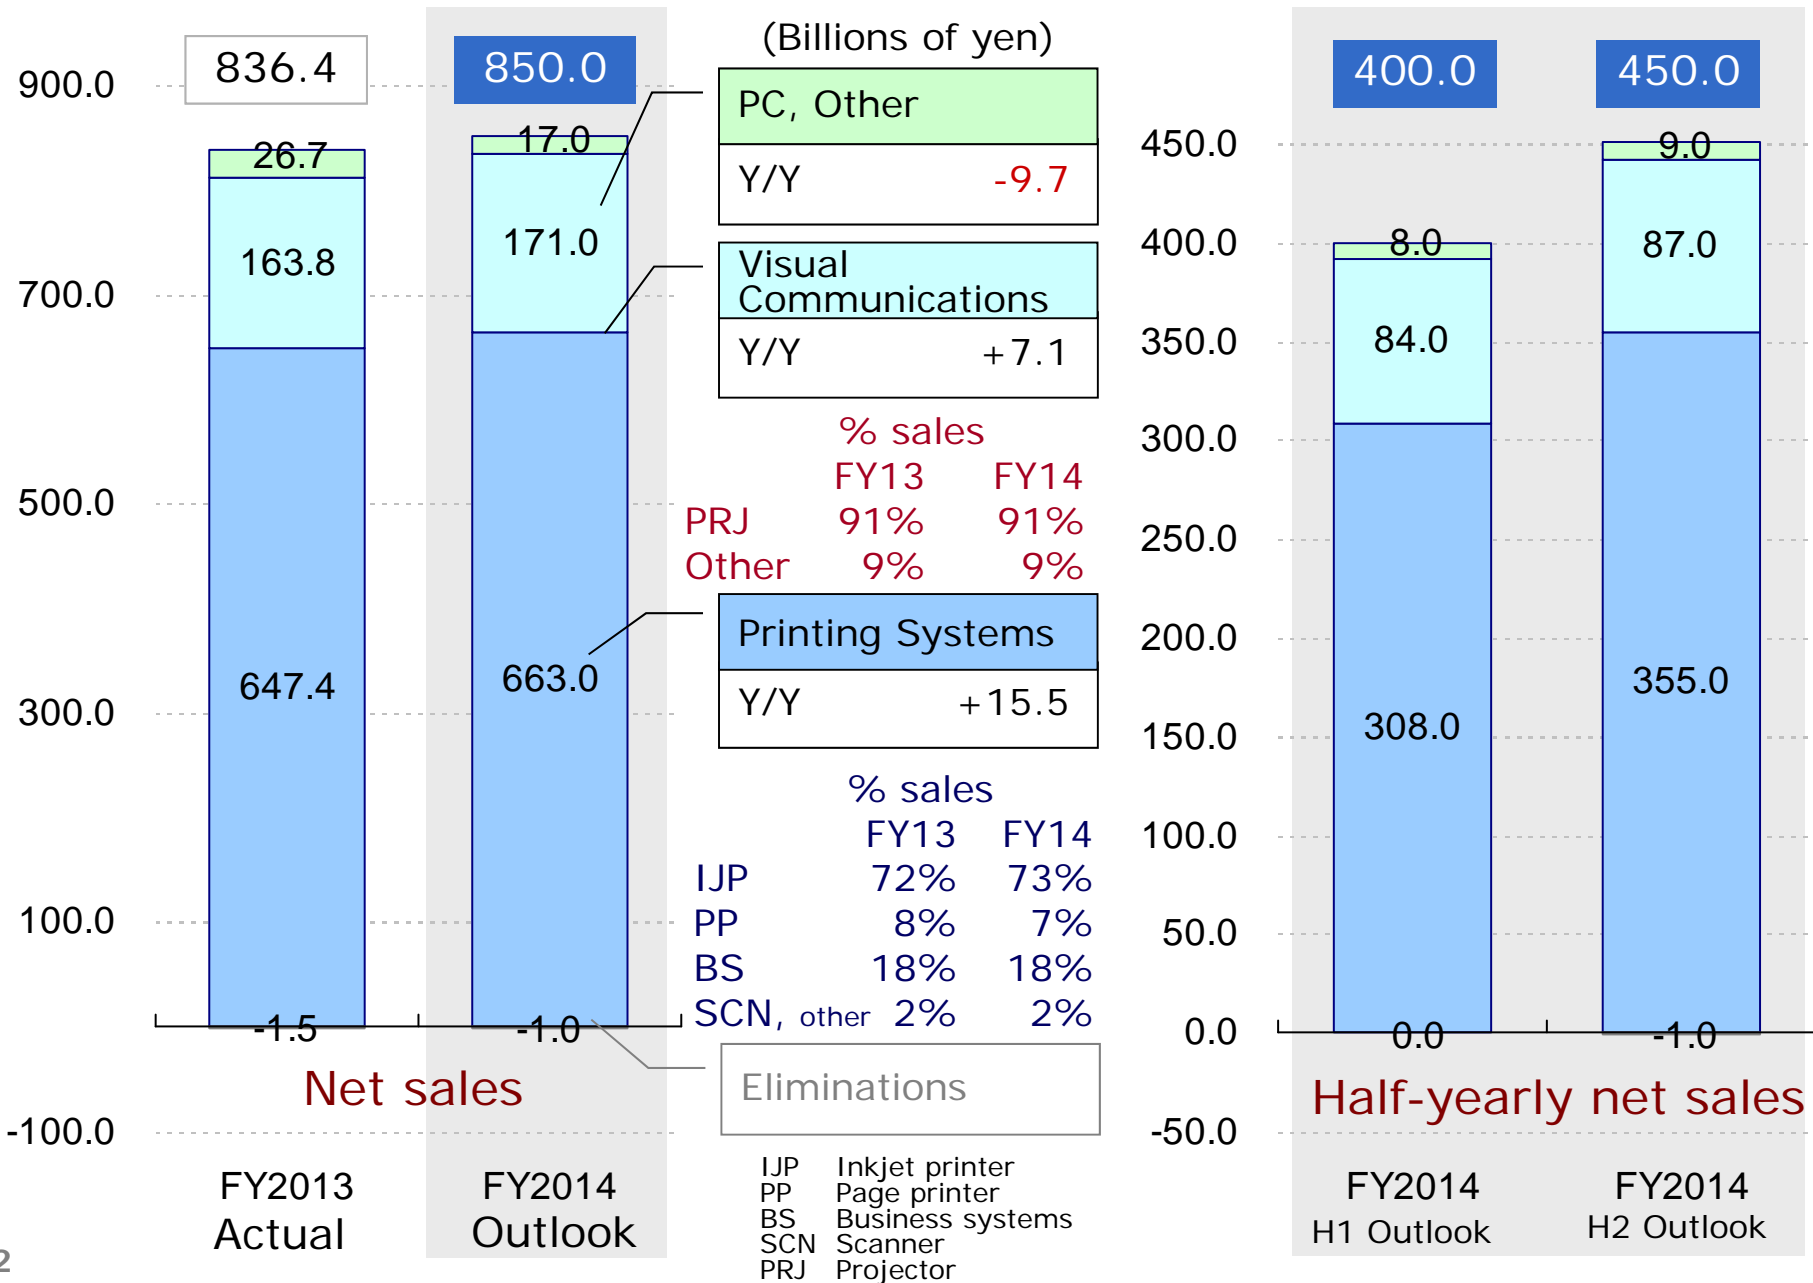 (Billions of yen)
836.4
850.0
900.0
700.0
500.0
300.0
100.0
-100.0
26.7
17.0
163.8
171.0
647.4
663.0
-1.5
-1.0
Net sales
FY2013
Actual
FY2014
Outlook
PC, Other
Y/Y -9.7
Visual
Communications
Y/Y +7.1
% sales
FY13 FY14
PRJ 91% 91%
Other 9% 9%
Printing Systems
Y/Y +15.5
% sales
FY13 FY14
IJP 72% 73%
PP 8% 7%
BS 18% 18%
SCN, other 2% 2%
Eliminations
IJP Inkjet printer
PP Page printer
BS Business systems
SCN Scanner
PRJ Projector
400.0
450.0
450.0
400.0
350.0
300.0
250.0
200.0
150.0
100.0
50.0
0.0
-50.0
8.0
9.0
84.0
87.0
308.0
355.0
0.0
-1.0
Half-yearly net sales
FY2014
H1 Outlook
FY2014
H2 Outlook
2